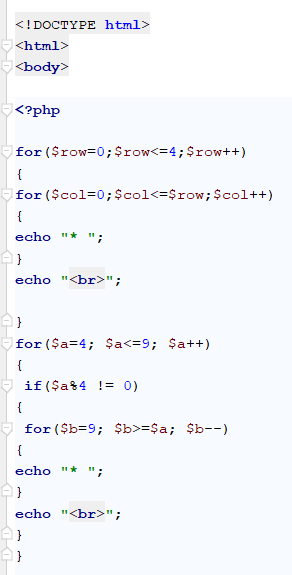 <!DOCTYPE html>
<html>
<body>
<?php
for($row=0;$row<=4;$row++)
{
for($col=0;$col<=$row;$col++)
{
echo "* ";
}
echo "<br>";
}
for($a=4; $a<=9; $a++)
{
if($a%4 != 0)
{
for($b=9; $b>=$a; $b--)
{
echo "* ";
}
echo "<br>";
}
}